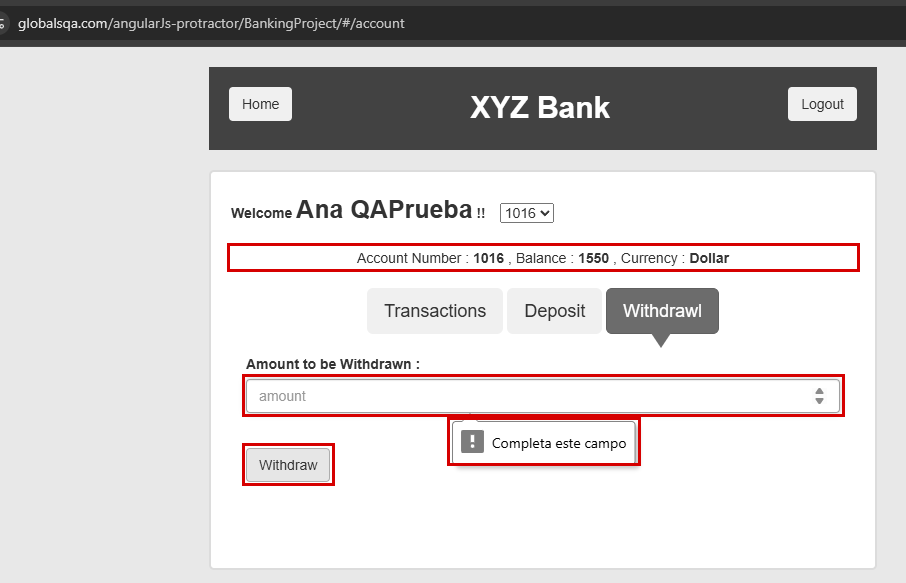 globalsqa.com/angularJs-protractor/BankingProject/#/account
Home XYZ Bank Logout
Welcome Ana QAPrueba !! 1016
Account Number : 1016 , Balance : 1550 , Currency : Dollar
Transactions Deposit Withdrawl
Amount to be Withdrawn :
amount
Completa este campo
Withdraw